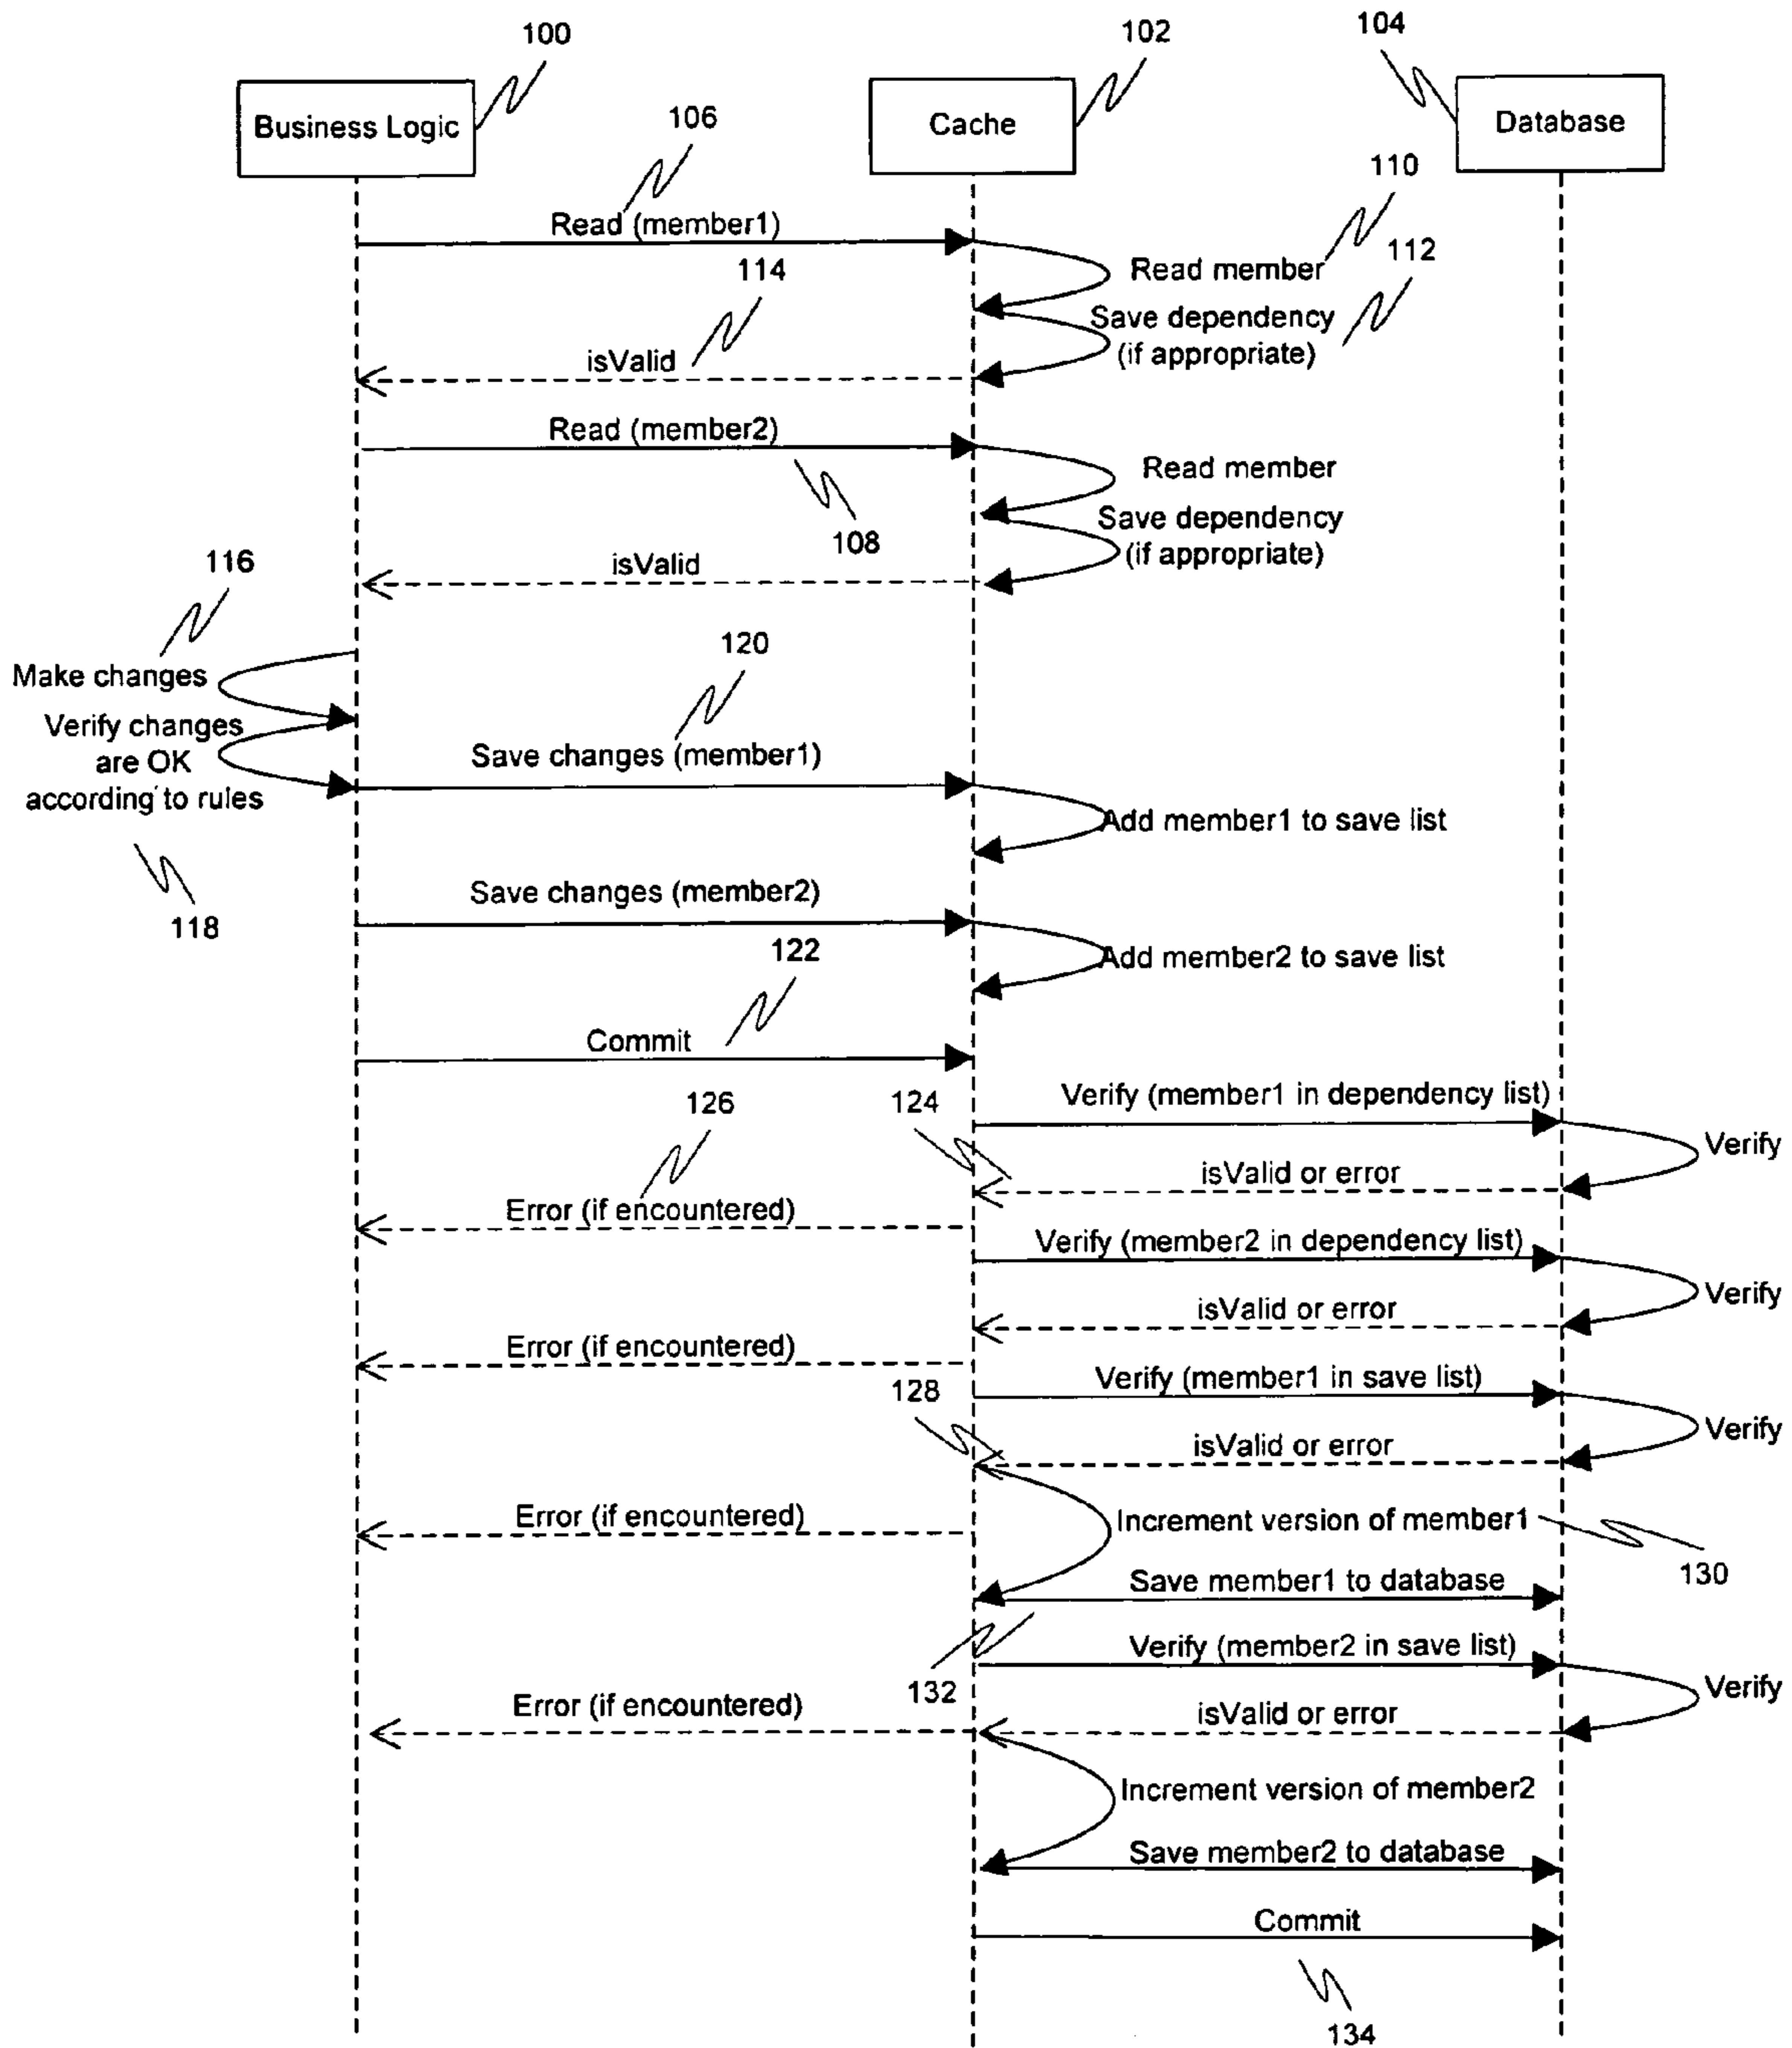 100
102
104
Business Logic
Cache
Database
106
110
Read (member1)
112
114
Read member
Save dependency
(if appropriate)
isValid
Read (member2)
Read member
108
Save dependency
(if appropriate)
116
isValid
120
Make changes
Verify changes
are OK
according to rules
Save changes (member1)
Add member1 to save list
118
Save changes (member2)
122
Add member2 to save list
Commit
126
124
Verify (member1 in dependency list)
Verify
isValid or error
Error (if encountered)
Verify (member2 in dependency list)
Verify
isValid or error
Error (if encountered)
128
Verify (member1 in save list)
Verify
isValid or error
Error (if encountered)
Increment version of member1
130
Save member1 to database
132
Verify (member2 in save list)
Verify
Error (if encountered)
isValid or error
Increment version of member2
Save member2 to database
Commit
134